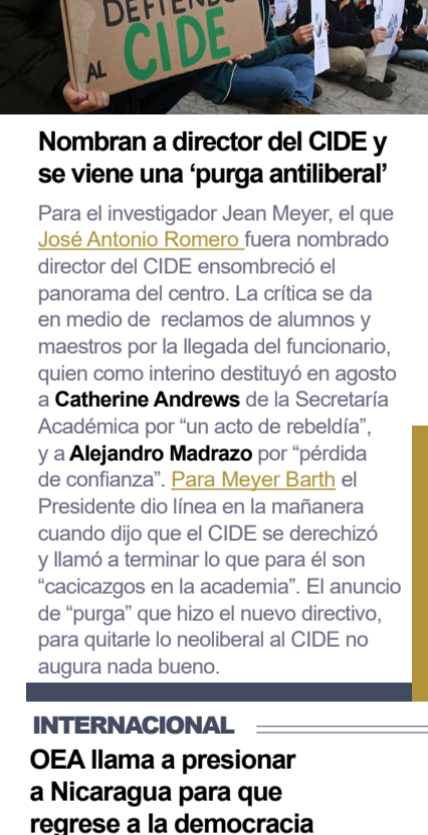 DEFIENDO
AL CIDE
Nombran a director del CIDE y
se viene una ‘purga antiliberal’
Para el investigador Jean Meyer, el que
José Antonio Romero fuera nombrado
director del CIDE ensombreció el
panorama del centro. La crítica se da
en medio de reclamos de alumnos y
maestros por la llegada del funcionario,
quien como interino destituyó en agosto
a Catherine Andrews de la Secretaría
Académica por “un acto de rebeldía”,
y a Alejandro Madrazo por “pérdida
de confianza”. Para Meyer Barth el
Presidente dio línea en la mañanera
cuando dijo que el CIDE se derechizó
y llamó a terminar lo que para él son
“cacicazgos en la academia”. El anuncio
de “purga” que hizo el nuevo directivo,
para quitarle lo neoliberal al CIDE no
augura nada bueno.
INTERNACIONAL
OEA llama a presionar
a Nicaragua para que
regrese a la democracia